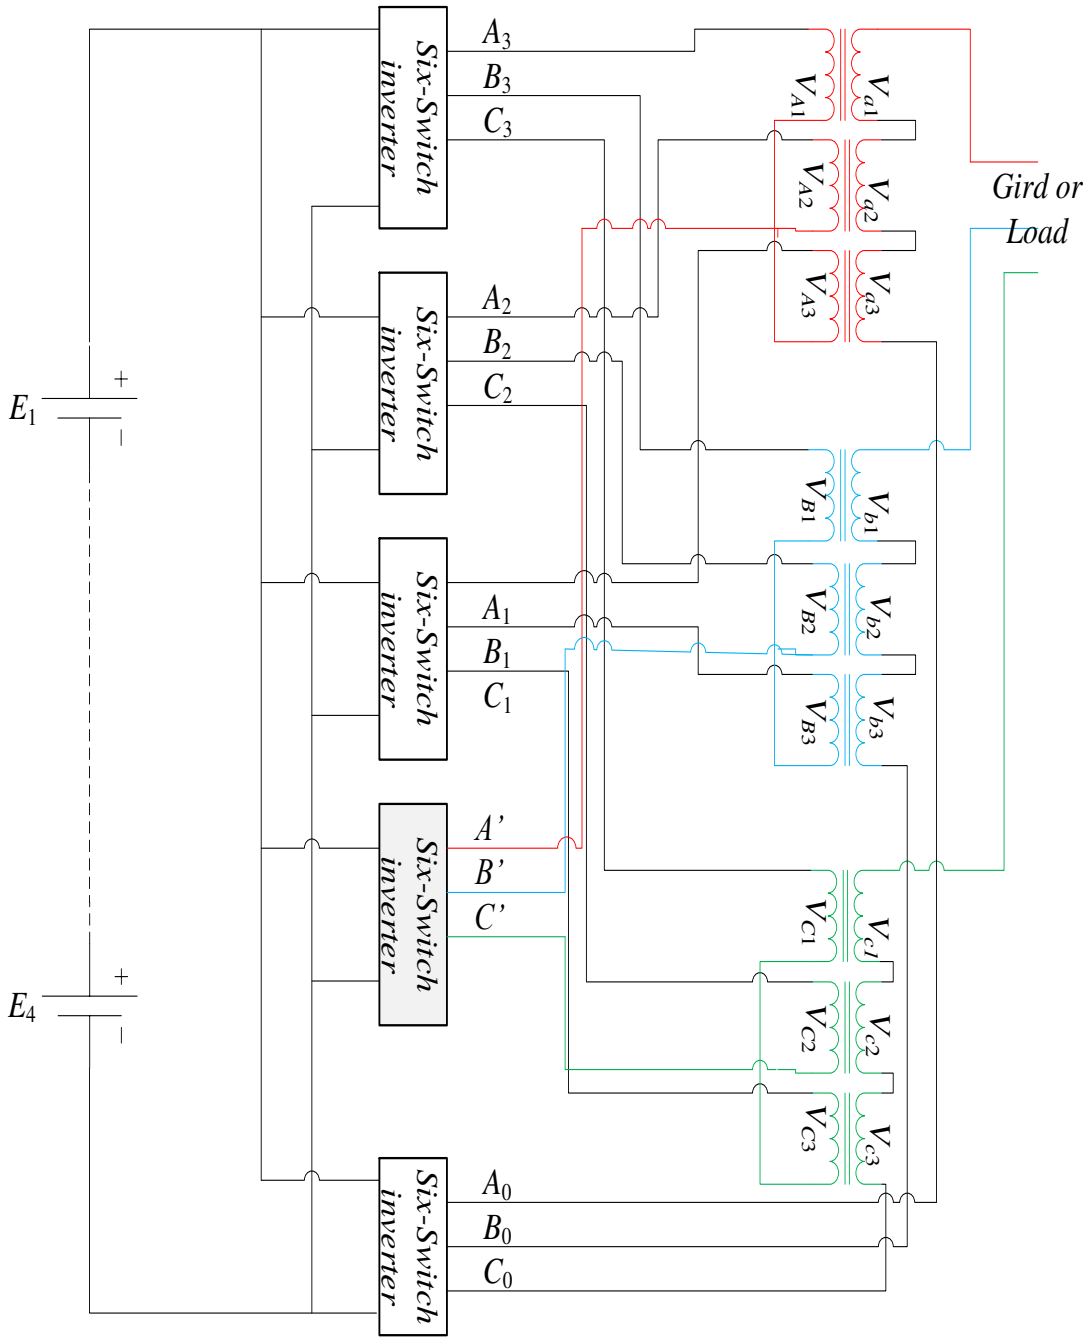 Six-Switch
inverter
A3
B3
C3
VA1
Va1
VA2
Va2
VA3
Va3
Gird or
Load
Six-Switch
inverter
A2
B2
C2
+
E1
–
VB1
Vb1
VB2
Vb2
VB3
Vb3
Six-Switch
inverter
A1
B1
C1
Six-Switch
inverter
A’
B’
C’
VC1
Vc1
VC2
Vc2
VC3
Vc3
+
E4
–
Six-Switch
inverter
A0
B0
C0